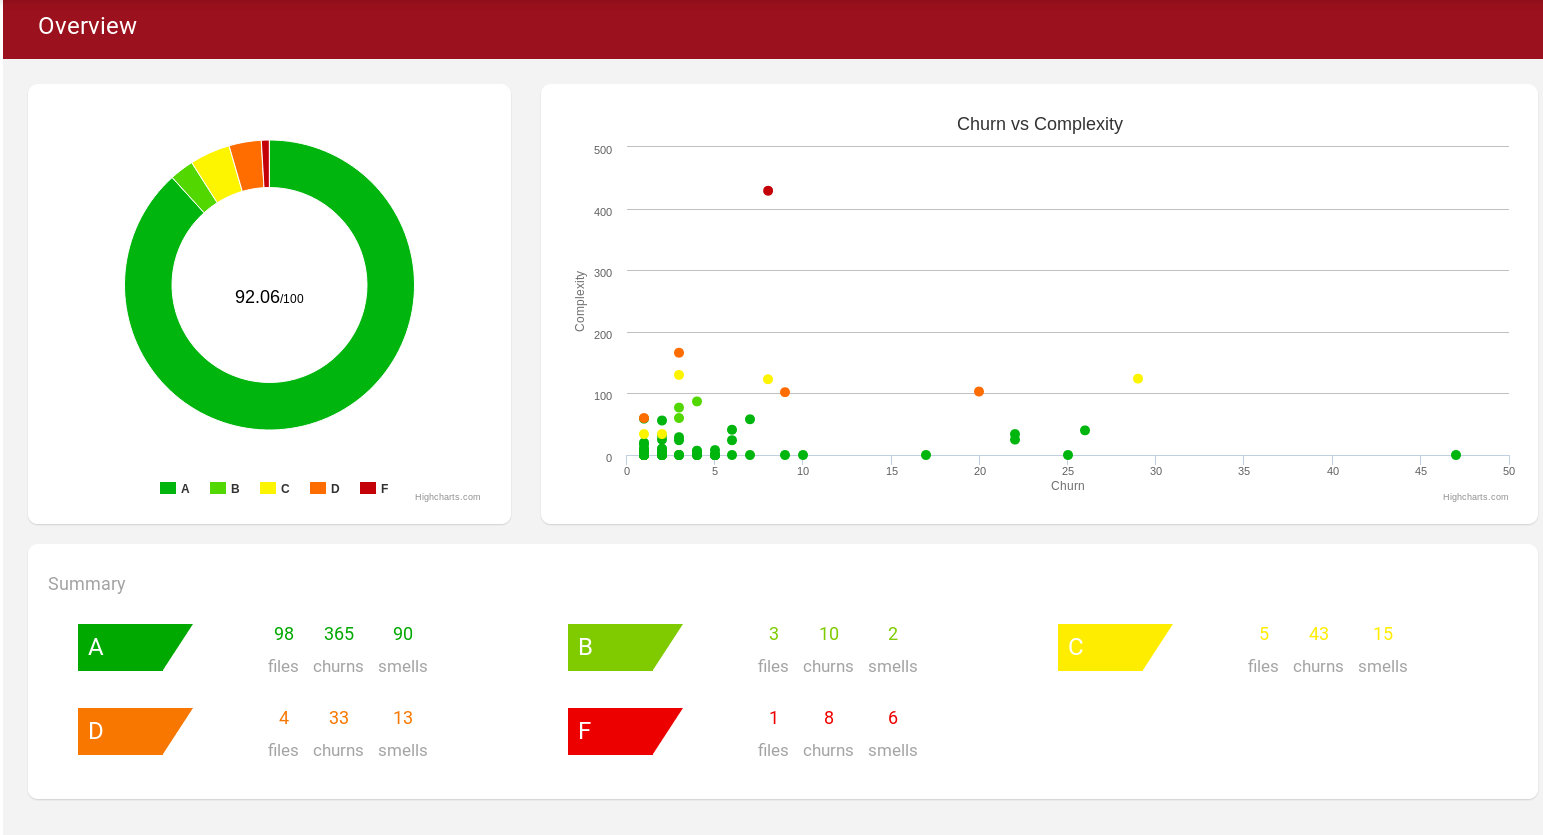 Overview
92.06/100
A B C D F
Highcharts.com
Churn vs Complexity
Complexity
500
400
300
200
100
0
0 5 10 15 20 25 30 35 40 45 50
Churn
Highcharts.com
Summary
A
98 365 90
files churns smells
B
3 10 2
files churns smells
C
5 43 15
files churns smells
D
4 33 13
files churns smells
F
1 8 6
files churns smells